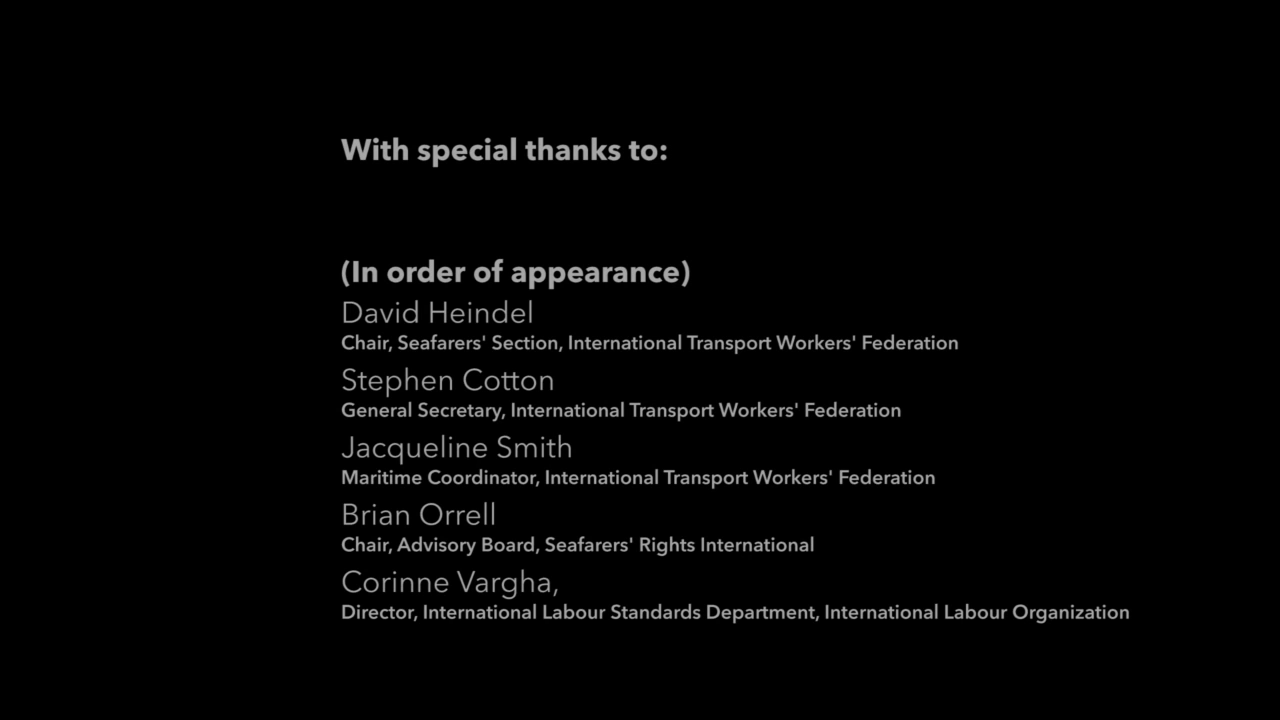 With special thanks to:
(In order of appearance)
David Heindel
Chair, Seafarers' Section, International Transport Workers' Federation
Stephen Cotton
General Secretary, International Transport Workers' Federation
Jacqueline Smith
Maritime Coordinator, International Transport Workers' Federation
Brian Orrell
Chair, Advisory Board, Seafarers' Rights International
Corinne Vargha,
Director, International Labour Standards Department, International Labour Organization